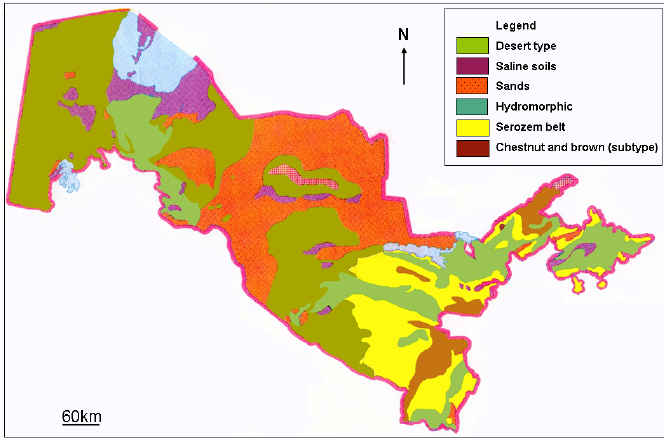 N
Legend
Desert type
Saline soils
Sands
Hydromorphic
Serozem belt
Chestnut and brown (subtype)
60km